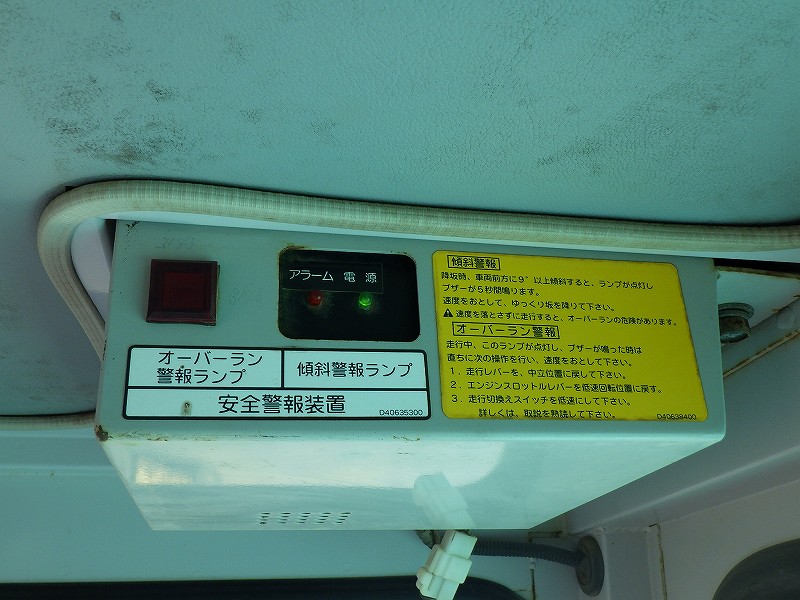 アラーム 電源
オーバーラン
警報ランプ
傾斜警報ランプ
安全警報装置
D40635300
傾斜警報
降坂時、車両前方に9°以上傾斜すると、ランプが点灯し
ブザーが5秒間鳴ります。
速度をおとして、ゆっくり坂を降りて下さい。
⚠速度を落とさずに走行すると、オーバーランの危険があります。
オーバーラン警報
走行中、このランプが点灯し、ブザーが鳴った時は
直ちに次の操作を行い、速度をおとして下さい。
1．走行レバーを、中立位置に戻して下さい。
2．エンジンスロットルレバーを低速回転位置に戻す。
3．走行切換えスイッチを低速にして下さい。
詳しくは、取説を熟読して下さい。
D40638400